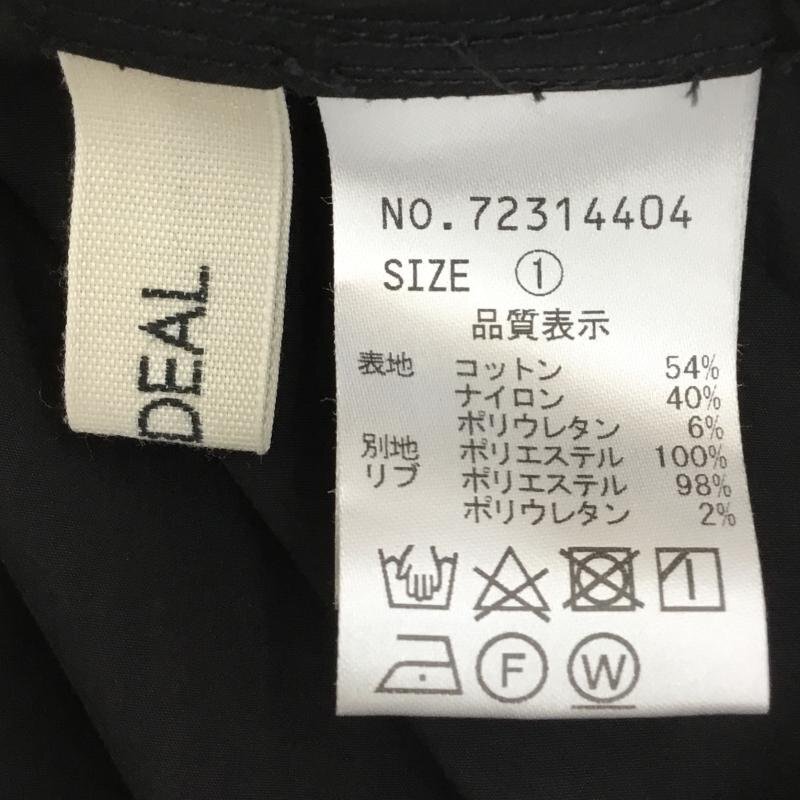 DEAL
NO.72314404
SIZE ①
品質表示
表地 コットン 54%
ナイロン 40%
ポリウレタン 6%
別地 ポリエステル 100%
リブ ポリエステル 98%
ポリウレタン 2%
F W